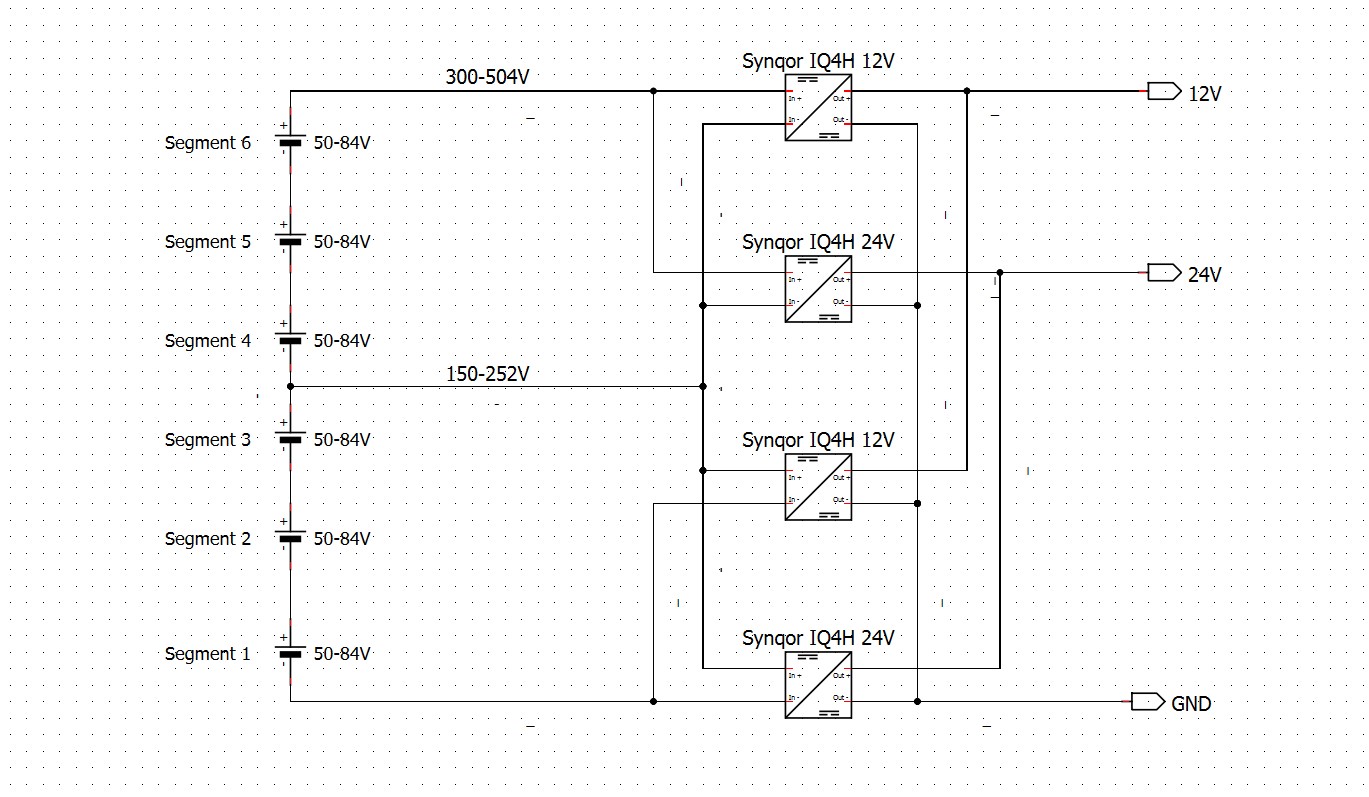 Synqor IQ4H 12V
300-504V
12V
In +
Out +
In -
Out -
+
Segment 6
50-84V
+
Segment 5
50-84V
Synqor IQ4H 24V
24V
In +
Out +
In -
Out -
+
Segment 4
50-84V
150-252V
+
Segment 3
50-84V
Synqor IQ4H 12V
In +
Out +
In -
Out -
+
Segment 2
50-84V
Synqor IQ4H 24V
+
Segment 1
50-84V
In +
Out +
In -
Out -
GND